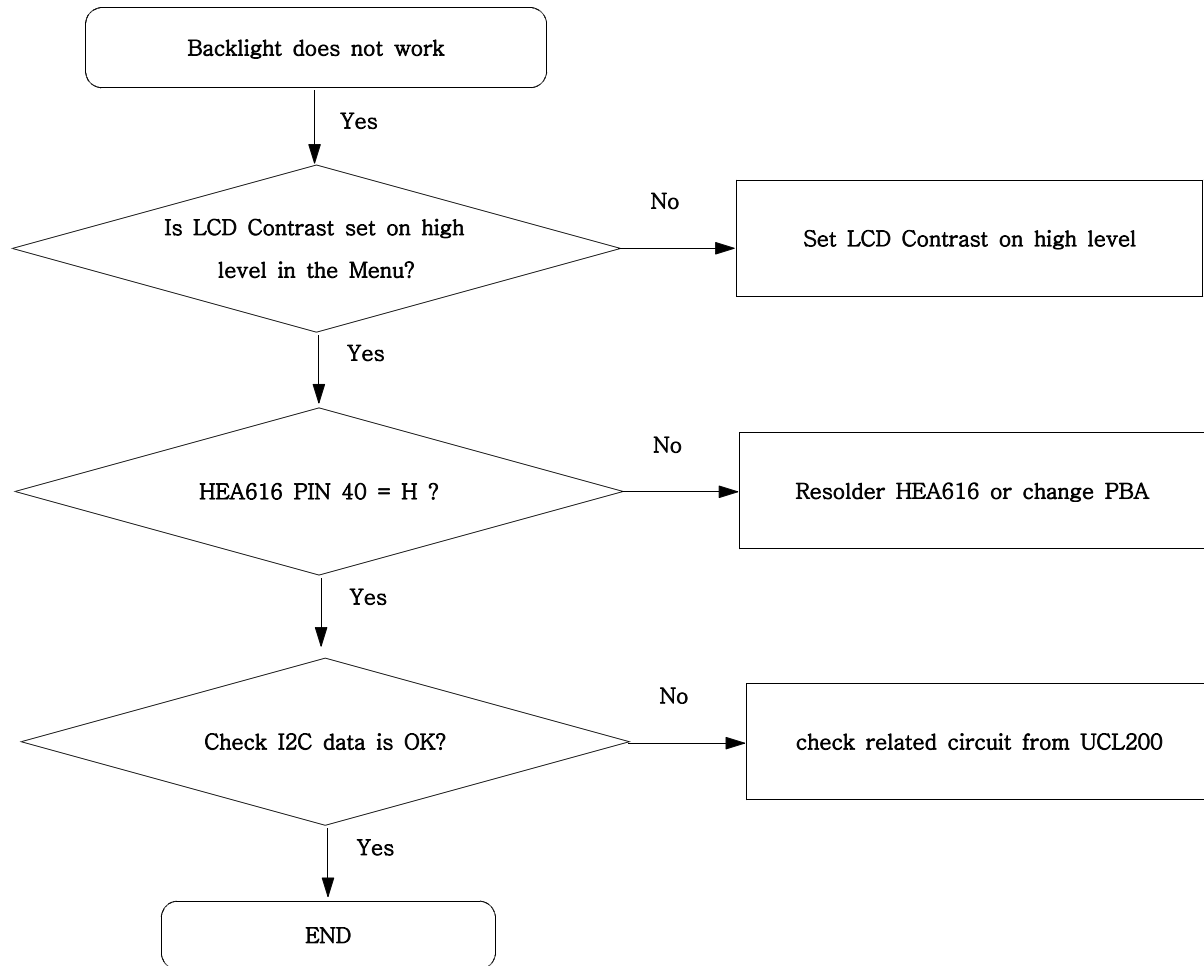 Backlight does not work
Yes
Is LCD Contrast set on high
level in the Menu?
No
Set LCD Contrast on high level
Yes
HEA616 PIN 40 = H ?
No
Resolder HEA616 or change PBA
Yes
Check I2C data is OK?
No
check related circuit from UCL200
Yes
END